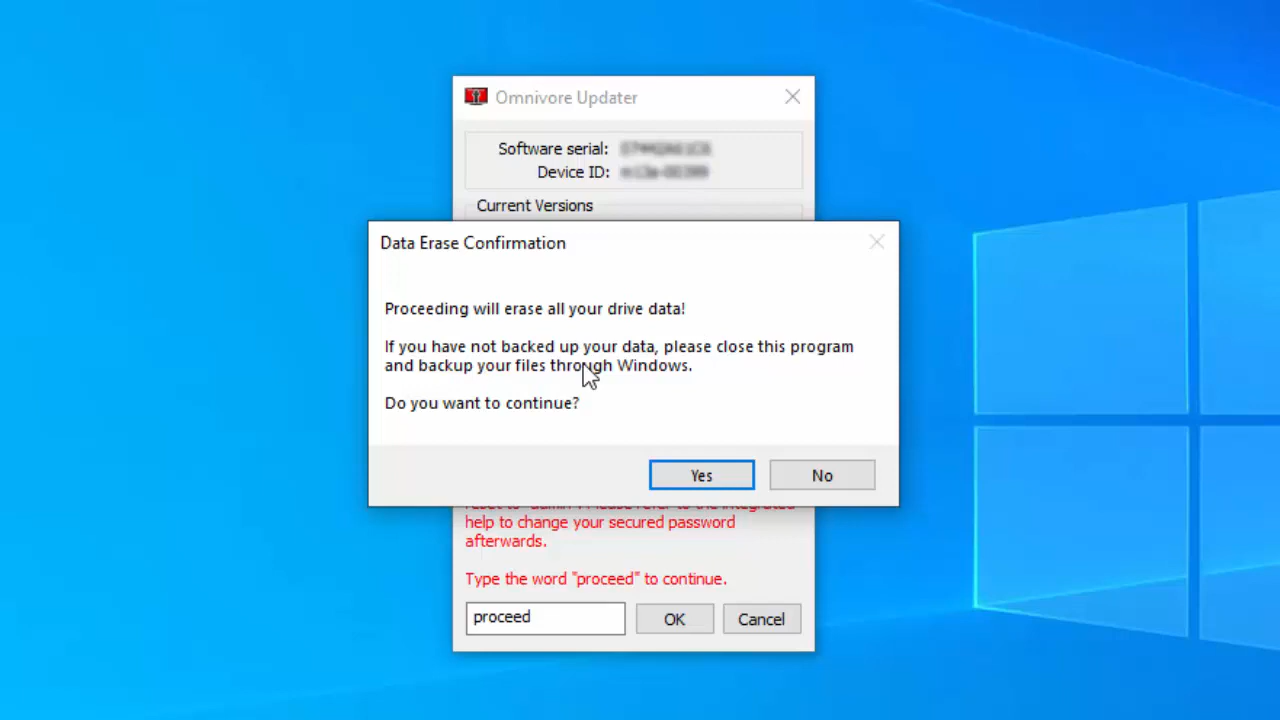 Omnivore Updater
Software serial:
Device ID:
Current Versions
Data Erase Confirmation
Proceeding will erase all your drive data!
If you have not backed up your data, please close this program
and backup your files through Windows.
Do you want to continue?
Yes No
help to change your secured password
afterwards.
Type the word "proceed" to continue.
proceed OK Cancel